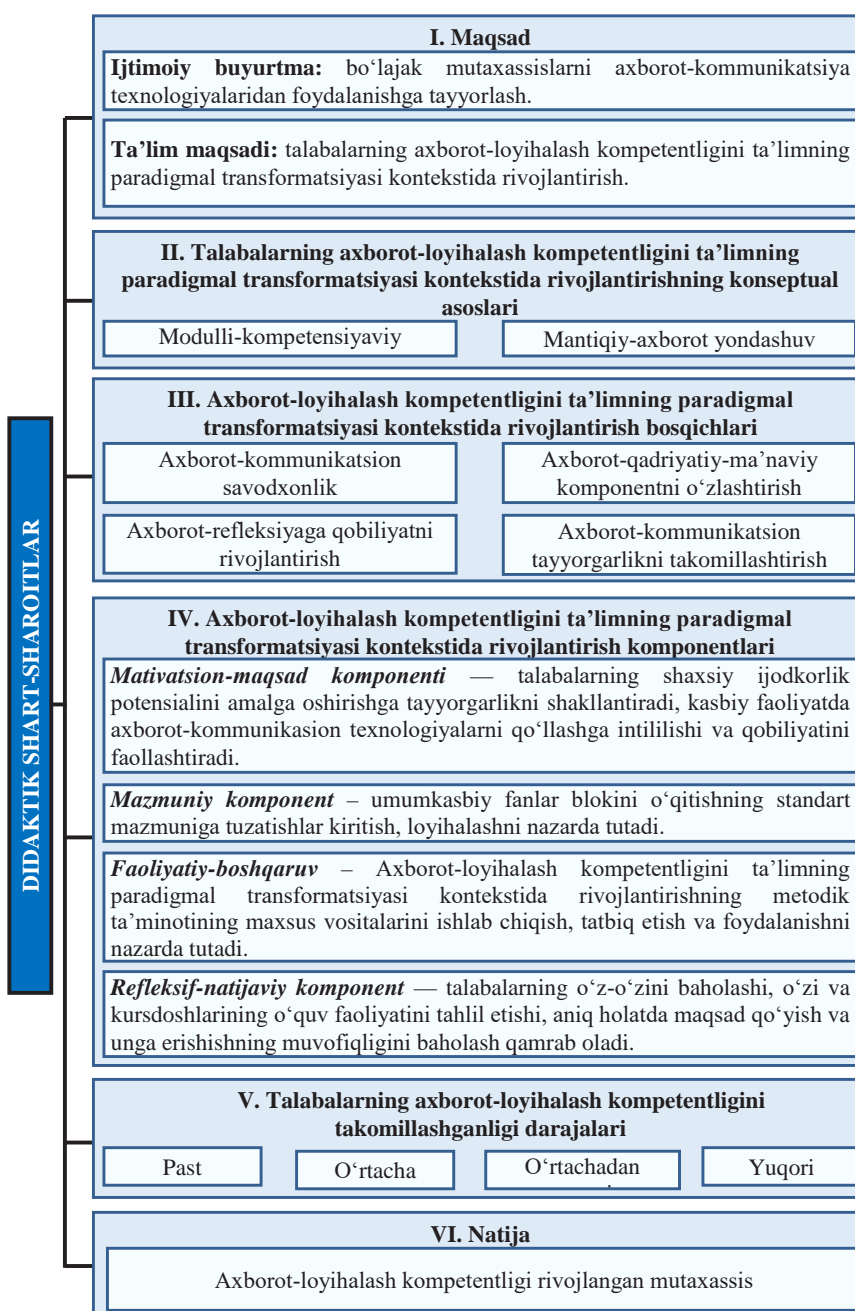 DIDAKTIK SHART-SHAROITLAR
I. Maqsad
Ijtimoiy buyurtma: bo‘lajak mutaxassislarni axborot-kommunikatsiya
texnologiyalaridan foydalanishga tayyorlash.
Ta’lim maqsadi: talabalarning axborot-loyihalash kompetentligini ta’limning
paradigmal transformatsiyasi kontekstida rivojlantirish.
II. Talabalarning axborot-loyihalash kompetentligini ta’limning
paradigmal transformatsiyasi kontekstida rivojlantirishning konseptual
asoslari
Modulli-kompetensiyaviy
Mantiqiy-axborot yondashuv
III. Axborot-loyihalash kompetentligini ta’limning paradigmal
transformatsiyasi kontekstida rivojlantirish bosqichlari
Axborot-kommunikatsion
savodxonlik
Axborot-qadriyatiy-ma’naviy
komponentni o‘zlashtirish
Axborot-refleksiyaga qobiliyatni
rivojlantirish
Axborot-kommunikatsion
tayyorgarlikni takomillashtirish
IV. Axborot-loyihalash kompetentligini ta’limning paradigmal
transformatsiyasi kontekstida rivojlantirish komponentlari
Mativatsion-maqsad komponenti — talabalarning shaxsiy ijodkorlik
potensialini amalga oshirishga tayyorgarlikni shakllantiradi, kasbiy faoliyatda
axborot-kommunikasion texnologiyalarni qo‘llashga intililishi va qobiliyatini
faollashtiradi.
Mazmuniy komponent – umumkasbiy fanlar blokini o‘qitishning standart
mazmuniga tuzatishlar kiritish, loyihalashni nazarda tutadi.
Faoliyatiy-boshqaruv – Axborot-loyihalash kompetentligini ta’limning
paradigmal transformatsiyasi kontekstida rivojlantirishning metodik
ta’minotining maxsus vositalarini ishlab chiqish, tatbiq etish va foydalanishni
nazarda tutadi.
Refleksif-natijaviy komponent — talabalarning o‘z-o‘zini baholashi, o‘zi va
kursdoshlarining o‘quv faoliyatini tahlil etishi, aniq holatda maqsad qo‘yish va
unga erishishning muvofiqligini baholash qamrab oladi.
V. Talabalarning axborot-loyihalash kompetentligini
takomillashganligi darajalari
Past
O‘rtacha
O‘rtachadan
Yuqori
VI. Natija
Axborot-loyihalash kompetentligi rivojlangan mutaxassis